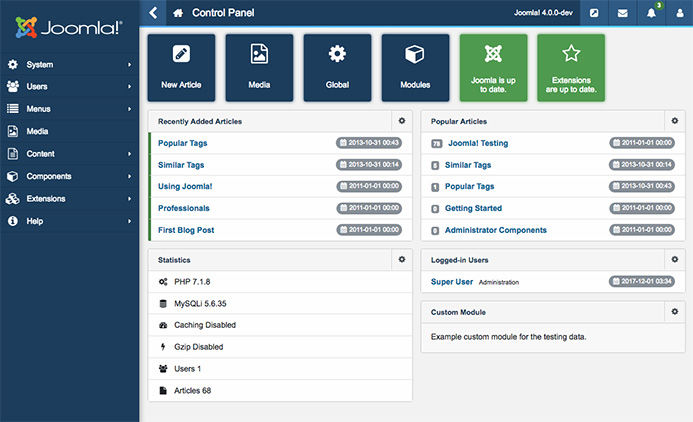 Joomla!®
Control Panel
Joomla! 4.0.0-dev
3
System
Users
Menus
Media
Content
Components
Extensions
Help
New Article
Media
Global
Modules
Joomla is up
to date.
Extensions
are up to date.
Recently Added Articles
Popular Tags 2013-10-31 00:43
Similar Tags 2013-10-31 00:14
Using Joomla! 2011-01-01 00:00
Professionals 2011-01-01 00:00
First Blog Post 2011-01-01 00:00
Popular Articles
78 Joomla! Testing 2011-01-01 00:00
Similar Tags 2013-10-31 00:14
1 Popular Tags 2013-10-31 00:43
0 Getting Started 2011-01-01 00:00
0 Administrator Components 2011-01-01 00:00
Statistics
PHP 7.1.8
MySQLi 5.6.35
Caching Disabled
Gzip Disabled
Users 1
Articles 68
Logged-in Users
Super User Administration 2017-12-01 03:34
Custom Module
Example custom module for the testing data.